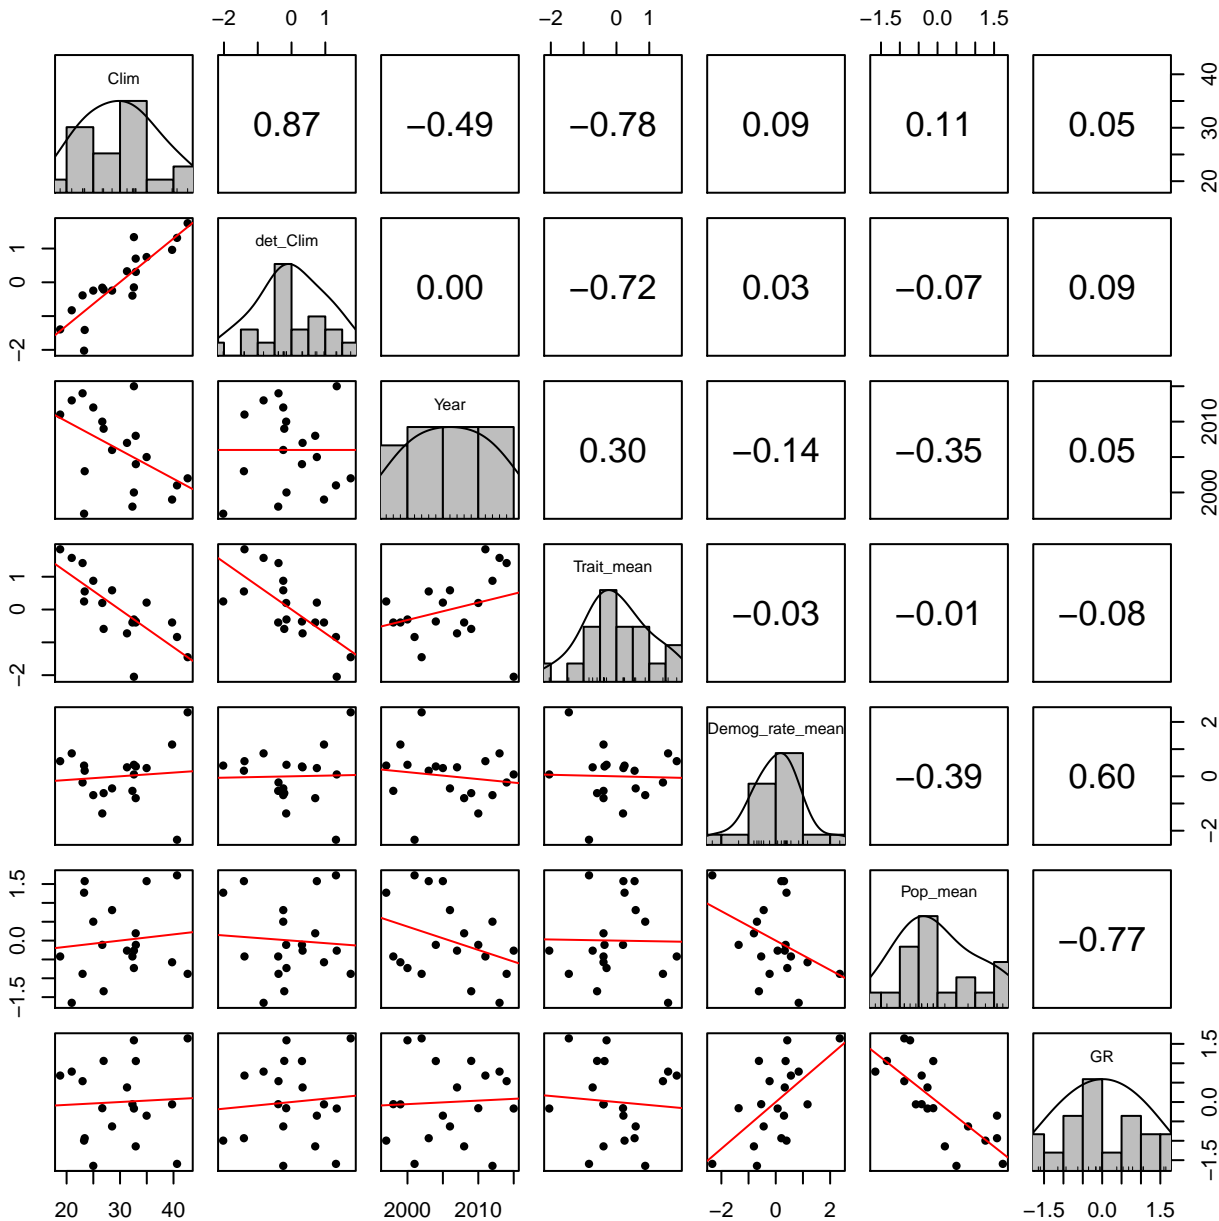 −2 0 1 −2 0 1 −1.5 0.0 1.5
Clim 0.87 −0.49 −0.78 0.09 0.11 0.05 20 30 40
−2 0 1 det_Clim 0.00 −0.72 0.03 −0.07 0.09
Year 0.30 −0.14 −0.35 0.05 2000 2010
−2 0 1 Trait_mean −0.03 −0.01 −0.08
Demog_rate_mean −0.39 0.60 −2 0 2
−1.5 0.0 1.5 Pop_mean −0.77
GR −1.5 0.0 1.5
20 30 40 2000 2010 −2 0 2 −1.5 0.0 1.5